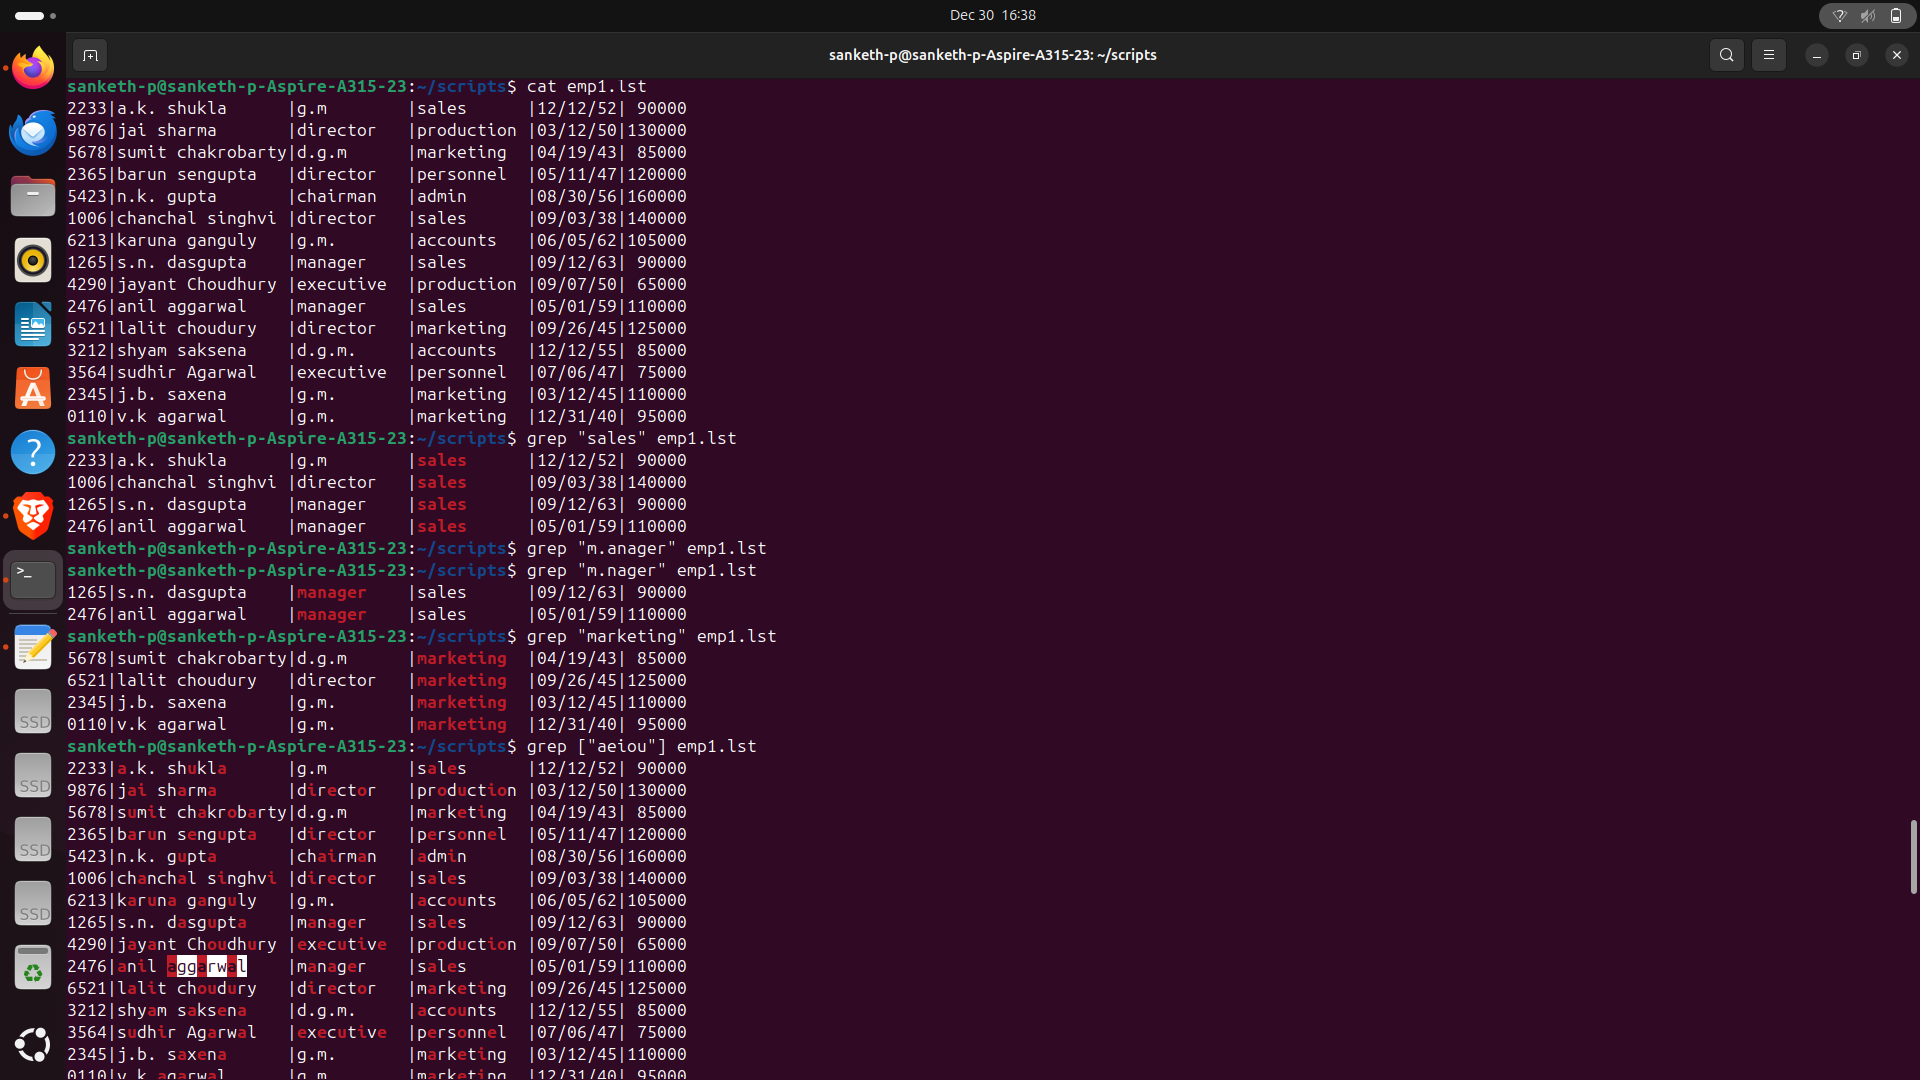 Dec 30 16:38
sanketh-p@sanketh-p-Aspire-A315-23: ~/scripts
sanketh-p@sanketh-p-Aspire-A315-23:~/scripts$ cat emp1.lst
2233|a.k. shukla      |g.m        |sales      |12/12/52| 90000
9876|jai sharma       |director   |production |03/12/50|130000
5678|sumit chakrobarty|d.g.m      |marketing  |04/19/43| 85000
2365|barun sengupta   |director   |personnel  |05/11/47|120000
5423|n.k. gupta       |chairman   |admin      |08/30/56|160000
1006|chanchal singhvi |director   |sales      |09/03/38|140000
6213|karuna ganguly   |g.m.       |accounts   |06/05/62|105000
1265|s.n. dasgupta    |manager    |sales      |09/12/63| 90000
4290|jayant Choudhury |executive  |production |09/07/50| 65000
2476|anil aggarwal    |manager    |sales      |05/01/59|110000
6521|lalit choudury   |director   |marketing  |09/26/45|125000
3212|shyam saksena    |d.g.m.     |accounts   |12/12/55| 85000
3564|sudhir Agarwal   |executive  |personnel  |07/06/47| 75000
2345|j.b. saxena      |g.m.       |marketing  |03/12/45|110000
0110|v.k agarwal      |g.m.       |marketing  |12/31/40| 95000
sanketh-p@sanketh-p-Aspire-A315-23:~/scripts$ grep "sales" emp1.lst
2233|a.k. shukla      |g.m        |sales      |12/12/52| 90000
1006|chanchal singhvi |director   |sales      |09/03/38|140000
1265|s.n. dasgupta    |manager    |sales      |09/12/63| 90000
2476|anil aggarwal    |manager    |sales      |05/01/59|110000
sanketh-p@sanketh-p-Aspire-A315-23:~/scripts$ grep "m.anager" emp1.lst
sanketh-p@sanketh-p-Aspire-A315-23:~/scripts$ grep "m.nager" emp1.lst
1265|s.n. dasgupta    |manager    |sales      |09/12/63| 90000
2476|anil aggarwal    |manager    |sales      |05/01/59|110000
sanketh-p@sanketh-p-Aspire-A315-23:~/scripts$ grep "marketing" emp1.lst
5678|sumit chakrobarty|d.g.m      |marketing  |04/19/43| 85000
6521|lalit choudury   |director   |marketing  |09/26/45|125000
2345|j.b. saxena      |g.m.       |marketing  |03/12/45|110000
0110|v.k agarwal      |g.m.       |marketing  |12/31/40| 95000
sanketh-p@sanketh-p-Aspire-A315-23:~/scripts$ grep ["aeiou"] emp1.lst
2233|a.k. shukla      |g.m        |sales      |12/12/52| 90000
9876|jai sharma       |director   |production |03/12/50|130000
5678|sumit chakrobarty|d.g.m      |marketing  |04/19/43| 85000
2365|barun sengupta   |director   |personnel  |05/11/47|120000
5423|n.k. gupta       |chairman   |admin      |08/30/56|160000
1006|chanchal singhvi |director   |sales      |09/03/38|140000
6213|karuna ganguly   |g.m.       |accounts   |06/05/62|105000
1265|s.n. dasgupta    |manager    |sales      |09/12/63| 90000
4290|jayant Choudhury |executive  |production |09/07/50| 65000
2476|anil aggarwal    |manager    |sales      |05/01/59|110000
6521|lalit choudury   |director   |marketing  |09/26/45|125000
3212|shyam saksena    |d.g.m.     |accounts   |12/12/55| 85000
3564|sudhir Agarwal   |executive  |personnel  |07/06/47| 75000
2345|j.b. saxena      |g.m.       |marketing  |03/12/45|110000
0110|v.k agarwal      |g.m.       |marketing  |12/31/40| 95000
SSD
SSD
SSD
SSD